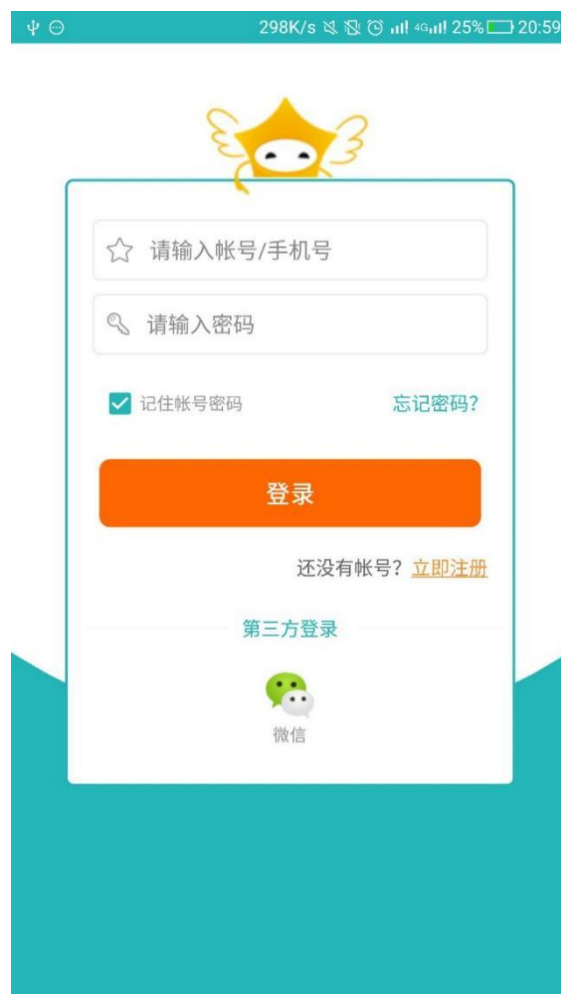 298K/s 4G 25% 20:59
请输入帐号/手机号
请输入密码
记住帐号密码 忘记密码?
登录
还没有帐号? 立即注册
第三方登录
微信